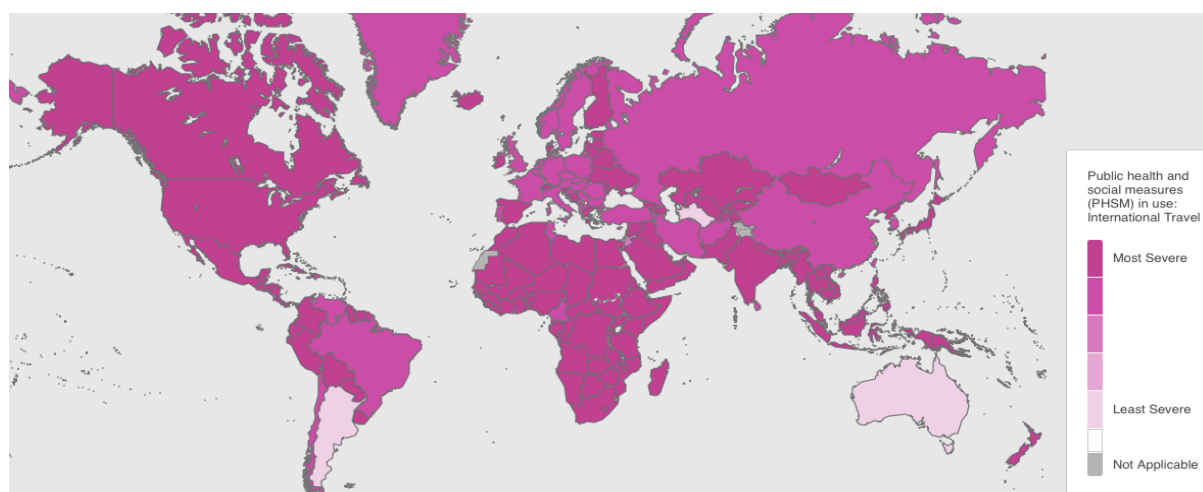 Public health and
social measures
(PHSM) in use:
International Travel
Most Severe
Least Severe
Not Applicable